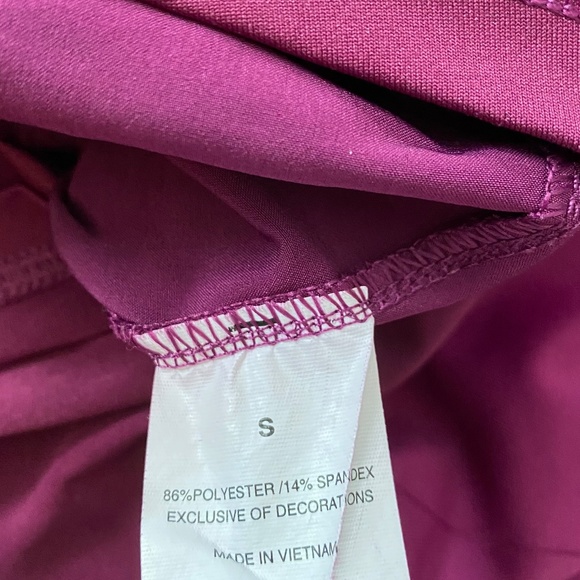 S
86%POLYESTER /14% SPANDEX
EXCLUSIVE OF DECORATIONS
MADE IN VIETNAM